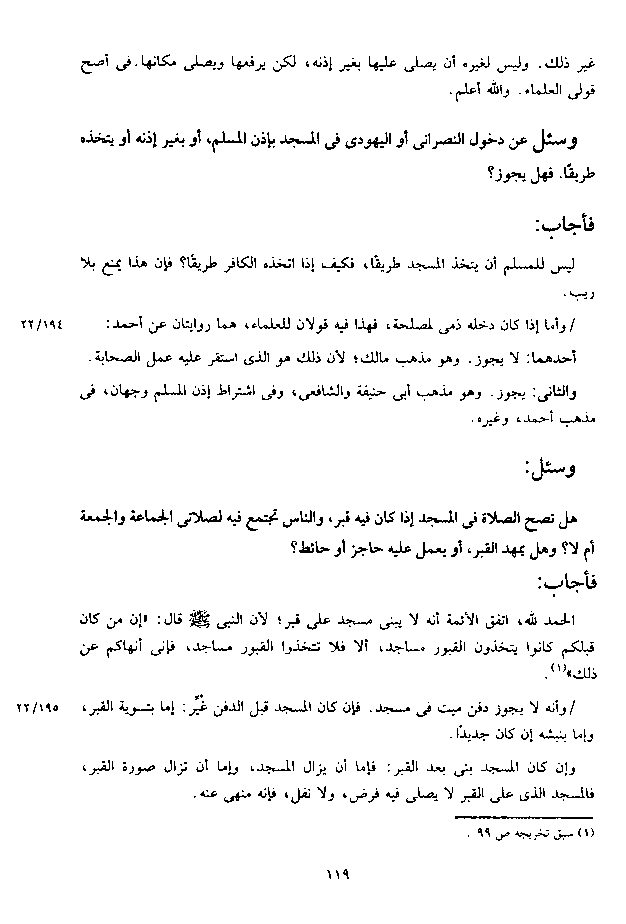 غير ذلك. وليس لغيره أن يصلى عليها بغير إذنه، لكن يرفعها ويصلى مكانها. فى أصح
قولى العلماء. والله أعلم.
وسئل عن دخول النصرانى أو اليهودى فى المسجد بإذن المسلم، أو بغير إذنه أو يتخذه
طريقًا. فهل يجوز؟
فأجاب:
ليس للمسلم أن يتخذ المسجد طريقًا، فكيف إذا اتخذه الكافر طريقًا؟ فإن هذا يمنع بلا
ريب.
٢٢/١٩٤ / وأما إذا كان دخله ذمى لمصلحة، فهذا فيه قولان للعلماء، هما روايتان عن أحمد:
أحدهما: لا يجوز. وهو مذهب مالك؛ لأن ذلك هو الذى استقر عليه عمل الصحابة.
والثانى: يجوز. وهو مذهب أبى حنيفة والشافعى، وفى اشتراط إذن المسلم وجهان، فى
مذهب أحمد، وغيره.
وسئل:
هل تصح الصلاة فى المسجد إذا كان فيه قبر، والناس تجتمع فيه لصلاتى الجماعة والجمعة
أم لا؟ وهل يمهد القبر، أو يعمل عليه حاجز أو حائط؟
فأجاب:
الحمد لله، اتفق الأئمة أنه لا يبنى مسجد على قبر؛ لأن النبى ﷺ قال: «إن من كان
قبلكم كانوا يتخذون القبور مساجد، ألا فلا تتخذوا القبور مساجد، فإنى أنهاكم عن
ذلك»(١).
٢٢/١٩٥ / وأنه لا يجوز دفن ميت فى مسجد. فإن كان المسجد قبل الدفن غُيِّر: إما بتسوية القبر،
وإما بنبشه إن كان جديدًا.
وإن كان المسجد بنى بعد القبر: فإما أن يزال المسجد، وإما أن تزال صورة القبر،
فالمسجد الذى على القبر لا يصلى فيه فرض، ولا نفل، فإنه منهى عنه.
(١) سبق تخريجه ص ٩٩ .
١١٩